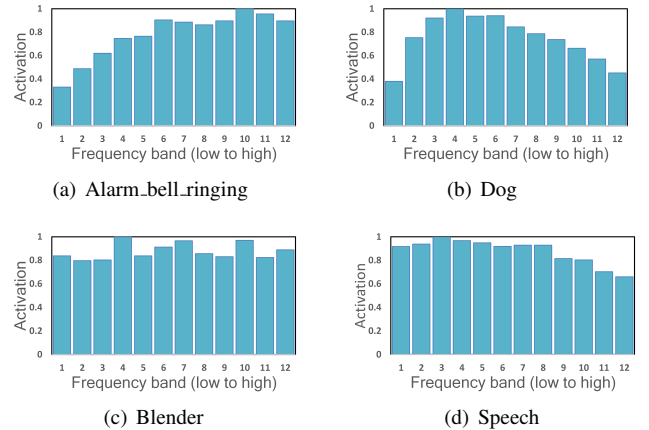 1
0.8
0.6
0.4
0.2
0
Activation
1 2 3 4 5 6 7 8 9 10 11 12
Frequency band (low to high)
(a) Alarm_bell_ringing
1
0.8
0.6
0.4
0.2
0
Activation
1 2 3 4 5 6 7 8 9 10 11 12
Frequency band (low to high)
(b) Dog
1
0.8
0.6
0.4
0.2
0
Activation
1 2 3 4 5 6 7 8 9 10 11 12
Frequency band (low to high)
(c) Blender
1
0.8
0.6
0.4
0.2
0
Activation
1 2 3 4 5 6 7 8 9 10 11 12
Frequency band (low to high)
(d) Speech